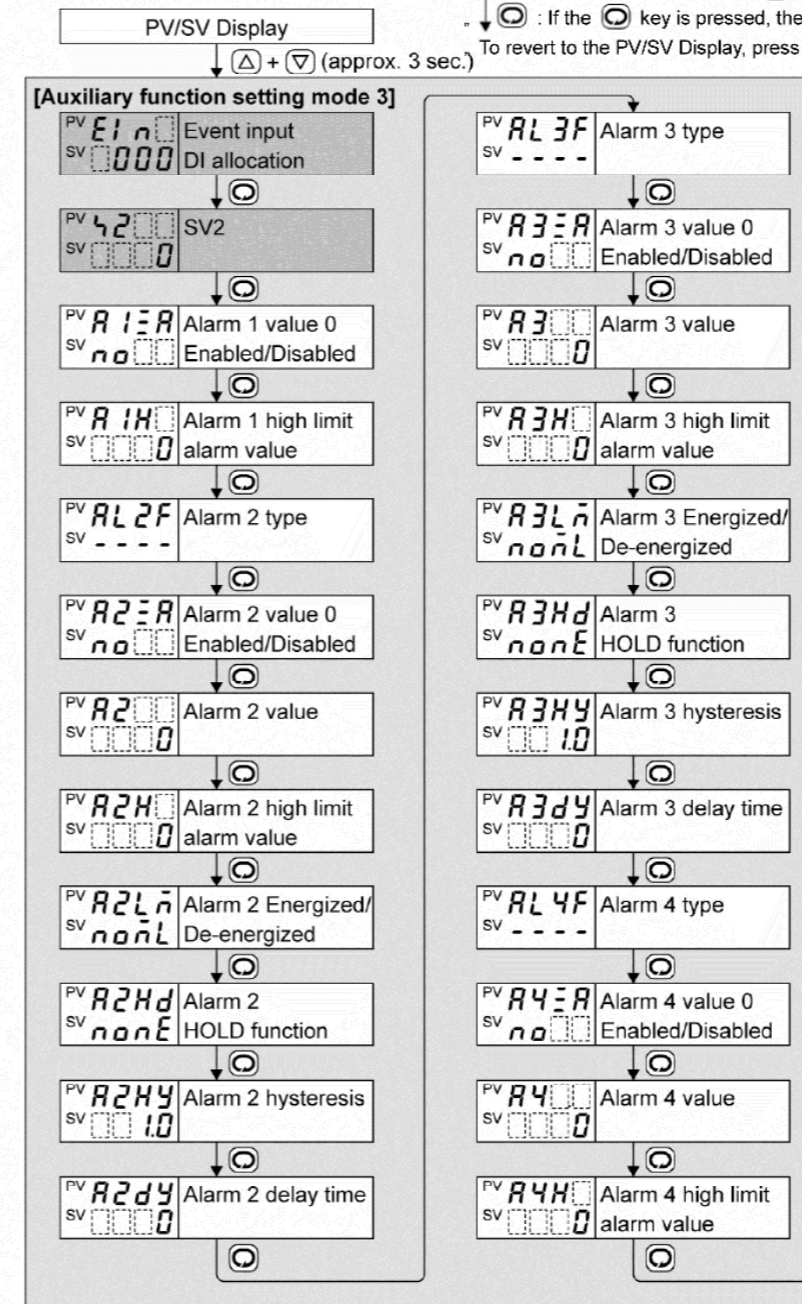 PV/SV Display
: If the key is pressed, the
To revert to the PV/SV Display, press
+ (approx. 3 sec.)
[Auxiliary function setting mode 3]
PV EI n Event input
SV 000 DI allocation
PV S2 SV2
SV 0
PV A1 A Alarm 1 value 0
SV no Enabled/Disabled
PV A1H Alarm 1 high limit
SV 0 alarm value
PV AL2F Alarm 2 type
SV ----
PV A2 A Alarm 2 value 0
SV no Enabled/Disabled
PV A2 Alarm 2 value
SV 0
PV A2H Alarm 2 high limit
SV 0 alarm value
PV A2LM Alarm 2 Energized/
SV noML De-energized
PV A2Hd Alarm 2
SV nonE HOLD function
PV A2HY Alarm 2 hysteresis
SV 1.0
PV A2dY Alarm 2 delay time
SV 0
PV AL3F Alarm 3 type
SV ----
PV A3 A Alarm 3 value 0
SV no Enabled/Disabled
PV A3 Alarm 3 value
SV 0
PV A3H Alarm 3 high limit
SV 0 alarm value
PV A3LM Alarm 3 Energized/
SV noML De-energized
PV A3Hd Alarm 3
SV nonE HOLD function
PV A3HY Alarm 3 hysteresis
SV 1.0
PV A3dY Alarm 3 delay time
SV 0
PV AL4F Alarm 4 type
SV ----
PV A4 A Alarm 4 value 0
SV no Enabled/Disabled
PV A4 Alarm 4 value
SV 0
PV A4H Alarm 4 high limit
SV 0 alarm value